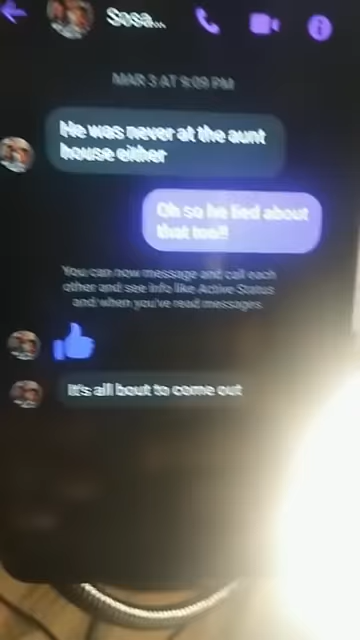 Sosa...
MAR 3 AT 9:09 PM
He was never at the aunt
house either
Oh so he lied about
that too!!
You can now message and call each
other and see info like Active Status
and when you've read messages.
It's all bout to come out